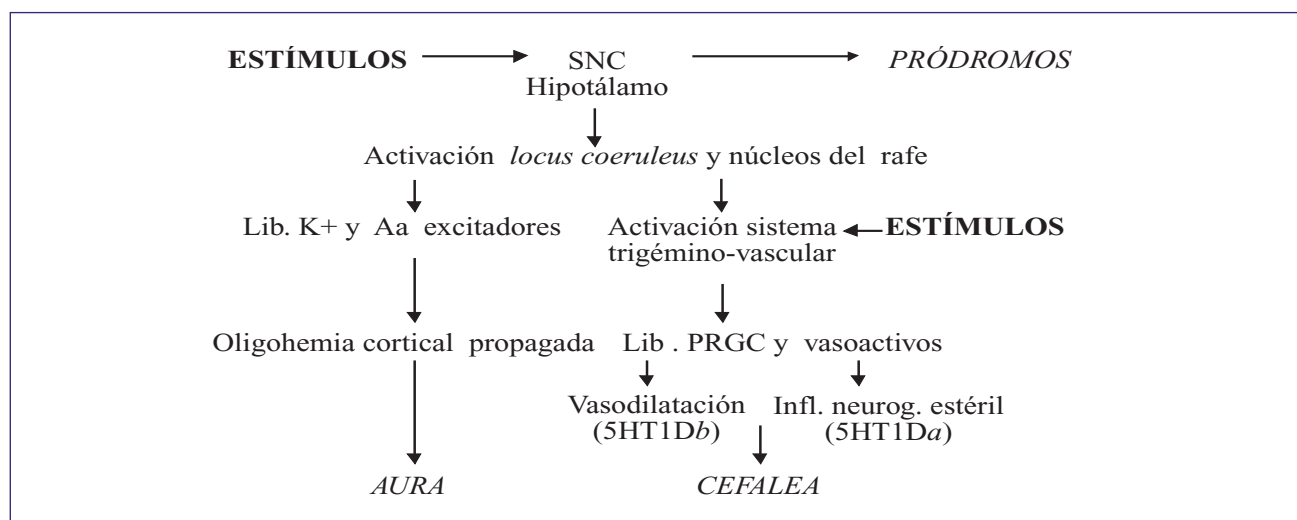 ESTÍMULOS SNC PRÓDROMOS
Hipotálamo
Activación locus coeruleus y núcleos del rafe
Lib. K+ y Aa excitadores Activación sistema ESTÍMULOS
trigémino-vascular
Oligohemia cortical propagada Lib . PRGC y vasoactivos
Vasodilatación Infl. neurog. estéril
(5HT1Db) (5HT1Da)
AURA CEFALEA